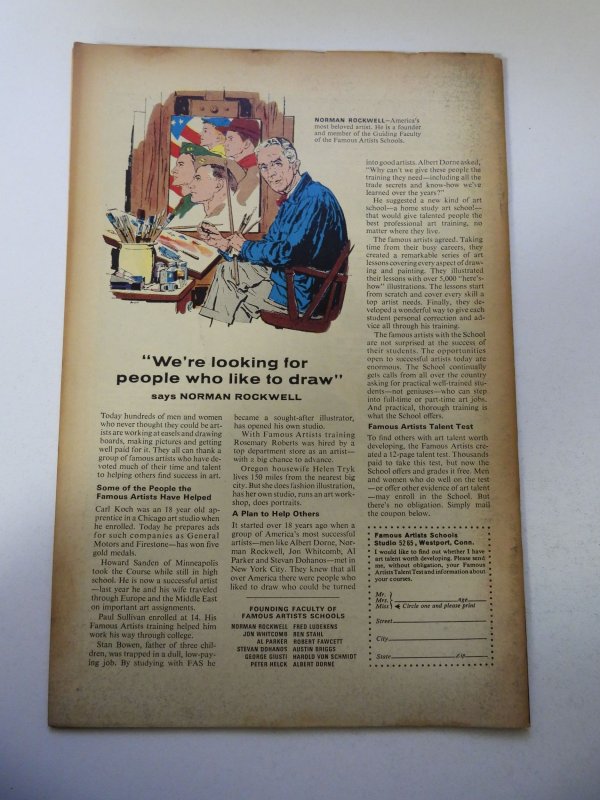 NORMAN ROCKWELL—America's
most beloved artist. He is a founder
and member of the Guiding Faculty
of the Famous Artists Schools.
"We're looking for
people who like to draw"
says NORMAN ROCKWELL
Today hundreds of men and women
who never thought they could be art-
ists are working at easels and drawing
boards, making pictures and getting
well paid for it. They all can thank a
group of famous artists who have de-
voted much of their time and talent
to helping others find success in art.
Some of the People the
Famous Artists Have Helped
Carl Koch was an 18 year old ap-
prentice in a Chicago art studio when
he enrolled. Today he prepares ads
for such companies as General
Motors and Firestone—has won five
gold medals.
Howard Sanden of Minneapolis
took the Course while still in high
school. He is now a successful artist
—last year he and his wife traveled
through Europe and the Middle East
on important art assignments.
Paul Sullivan enrolled at 14. His
Famous Artists training helped him
work his way through college.
Stan Bowen, father of three chil-
dren, was trapped in a dull, low-pay-
ing job. By studying with FAS he
became a sought-after illustrator,
has opened his own studio.
With Famous Artists training
Rosemary Roberts was hired by a
top department store as an artist—
with a big chance to advance.
Oregon housewife Helen Tryk
lives 150 miles from the nearest big
city. But she does fashion illustration,
has her own studio, runs an art work-
shop, does portraits.
A Plan to Help Others
It started over 18 years ago when a
group of America's most successful
artists—men like Albert Dorne, Nor-
man Rockwell, Jon Whitcomb, Al
Parker and Stevan Dohanos—met in
New York City. They knew that all
over America there were people who
liked to draw who could be turned
FOUNDING FACULTY OF
FAMOUS ARTISTS SCHOOLS
NORMAN ROCKWELL FRED LUDEKENS
JON WHITCOMB BEN STAHL
AL PARKER ROBERT FAWCETT
STEVAN DOHANOS AUSTIN BRIGGS
GEORGE GIUSTI HAROLD VON SCHMIDT
PETER HELCK ALBERT DORNE
into good artists. Albert Dorne asked,
"Why can't we give these people the
training they need—including all the
trade secrets and know-how we've
learned over the years?"
He suggested a new kind of art
school—a home study art school—
that would give talented people the
best professional art training, no
matter where they live.
The famous artists agreed. Taking
time from their busy careers, they
created a remarkable series of art
lessons covering every aspect of draw-
ing and painting. They illustrated
their lessons with over 5,000 "here's-
how" illustrations. The lessons start
from scratch and cover every skill a
top artist needs. Finally, they de-
veloped a wonderful way to give each
student personal correction and ad-
vice all through his training.
The famous artists with the School
are not surprised at the success of
their students. The opportunities
open to successful artists today are
enormous. The School continually
gets calls from all over the country
asking for practical well-trained stu-
dents—not geniuses—who can step
into full-time or part-time art jobs.
And practical, thorough training is
what the School offers.
Famous Artists Talent Test
To find others with art talent worth
developing, the Famous Artists cre-
ated a 12-page talent test. Thousands
paid to take this test, but now the
School offers and grades it free. Men
and women who do well on the test
—or offer other evidence of art talent
—may enroll in the School. But
there's no obligation. Simply mail
the coupon below.
Famous Artists Schools
Studio 5265, Westport, Conn.
I would like to find out whether I have
art talent worth developing. Please send
me, without obligation, your Famous
Artists Talent Test and information about
your courses.
Mr.
Mrs. age
Miss Circle one and please print
Street
City
State zip